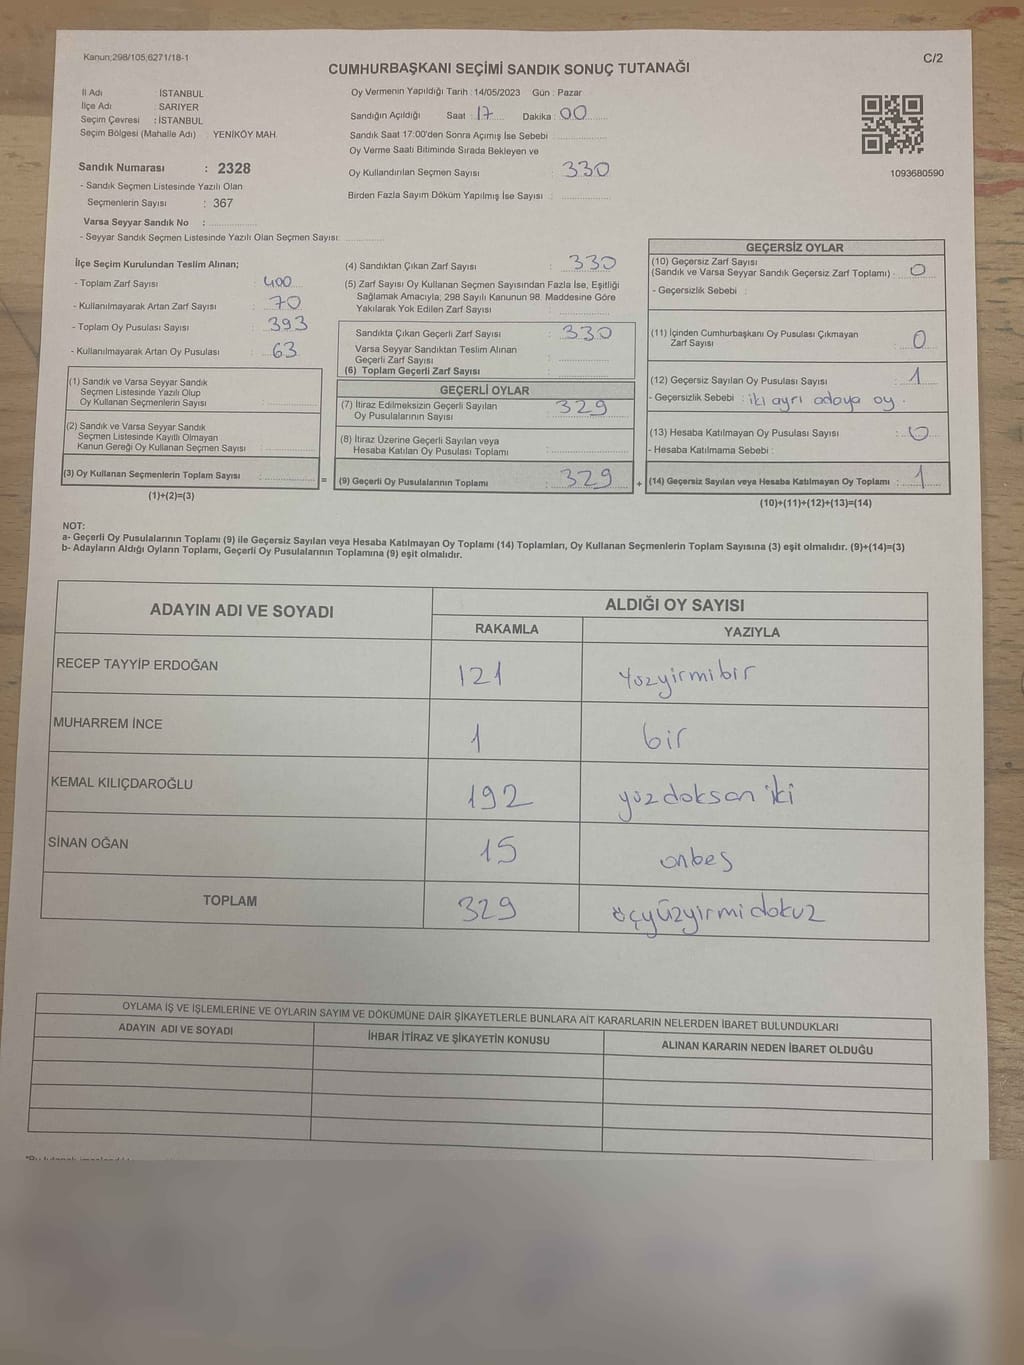 Kanun;298/105;6271/18-1
C/2
CUMHURBAŞKANI SEÇİMİ SANDIK SONUÇ TUTANAĞI
İl Adı : İSTANBUL
İlçe Adı : SARIYER
Seçim Çevresi : İSTANBUL
Seçim Bölgesi (Mahalle Adı) : YENİKÖY MAH.
Sandık Numarası : 2328
- Sandık Seçmen Listesinde Yazılı Olan
Seçmenlerin Sayısı : 367
Varsa Seyyar Sandık No :
- Seyyar Sandık Seçmen Listesinde Yazılı Olan Seçmen Sayısı:
Oy Vermenin Yapıldığı Tarih : 14/05/2023 Gün : Pazar
Sandığın Açıldığı Saat : 17 Dakika : 00
Sandık Saat 17:00'den Sonra Açımış İse Sebebi :
Oy Verme Saati Bitiminde Sırada Bekleyen ve
Oy Kullandırılan Seçmen Sayısı : 330
Birden Fazla Sayım Döküm Yapılmış İse Sayısı :
1093680590
İlçe Seçim Kurulundan Teslim Alınan;
- Toplam Zarf Sayısı : 400
- Kullanılmayarak Artan Zarf Sayısı : 70
- Toplam Oy Pusulası Sayısı : 393
- Kullanılmayarak Artan Oy Pusulası : 63
(1) Sandık ve Varsa Seyyar Sandık
Seçmen Listesinde Yazılı Olup
Oy Kullanan Seçmenlerin Sayısı :
(2) Sandık ve Varsa Seyyar Sandık
Seçmen Listesinde Kayıtlı Olmayan
Kanun Gereği Oy Kullanan Seçmen Sayısı :
(3) Oy Kullanan Seçmenlerin Toplam Sayısı : =
(1)+(2)=(3)
(4) Sandıktan Çıkan Zarf Sayısı : 330
(5) Zarf Sayısı Oy Kullanan Seçmen Sayısından Fazla İse, Eşitliği
Sağlamak Amacıyla; 298 Sayılı Kanunun 98. Maddesine Göre
Yakılarak Yok Edilen Zarf Sayısı :
Sandıkta Çıkan Geçerli Zarf Sayısı : 330
Varsa Seyyar Sandıktan Teslim Alınan
Geçerli Zarf Sayısı :
(6) Toplam Geçerli Zarf Sayısı :
GEÇERLİ OYLAR
(7) İtiraz Edilmeksizin Geçerli Sayılan : 329
Oy Pusulalarının Sayısı
(8) İtiraz Üzerine Geçerli Sayılan veya
Hesaba Katılan Oy Pusulası Toplamı :
(9) Geçerli Oy Pusulalarının Toplamı : 329 +
GEÇERSİZ OYLAR
(10) Geçersiz Zarf Sayısı
(Sandık ve Varsa Seyyar Sandık Geçersiz Zarf Toplamı) : 0
- Geçersizlik Sebebi :
(11) İçinden Cumhurbaşkanı Oy Pusulası Çıkmayan
Zarf Sayısı : 0
(12) Geçersiz Sayılan Oy Pusulası Sayısı : 1
- Geçersizlik Sebebi : iki ayrı adaya oy .
(13) Hesaba Katılmayan Oy Pusulası Sayısı : 0
- Hesaba Katılmama Sebebi :
(14) Geçersiz Sayılan veya Hesaba Katılmayan Oy Toplamı : 1
(10)+(11)+(12)+(13)=(14)
NOT:
a- Geçerli Oy Pusulalarının Toplamı (9) ile Geçersiz Sayılan veya Hesaba Katılmayan Oy Toplamı (14) Toplamları, Oy Kullanan Seçmenlerin Toplam Sayısına (3) eşit olmalıdır. (9)+(14)=(3)
b- Adayların Aldığı Oyların Toplamı, Geçerli Oy Pusulalarının Toplamına (9) eşit olmalıdır.
ADAYIN ADI VE SOYADI
ALDIĞI OY SAYISI
RAKAMLA YAZIYLA
RECEP TAYYİP ERDOĞAN 121 Yüzyirmibir
MUHARREM İNCE 1 bir
KEMAL KILIÇDAROĞLU 192 yüzdoksan iki
SİNAN OĞAN 15 onbeş
TOPLAM 329 üçyüzyirmidokuz
OYLAMA İŞ VE İŞLEMLERİNE VE OYLARIN SAYIM VE DÖKÜMÜNE DAİR ŞİKAYETLERLE BUNLARA AİT KARARLARIN NELERDEN İBARET BULUNDUKLARI
ADAYIN ADI VE SOYADI İHBAR İTİRAZ VE ŞİKAYETİN KONUSU ALINAN KARARIN NEDEN İBARET OLDUĞU